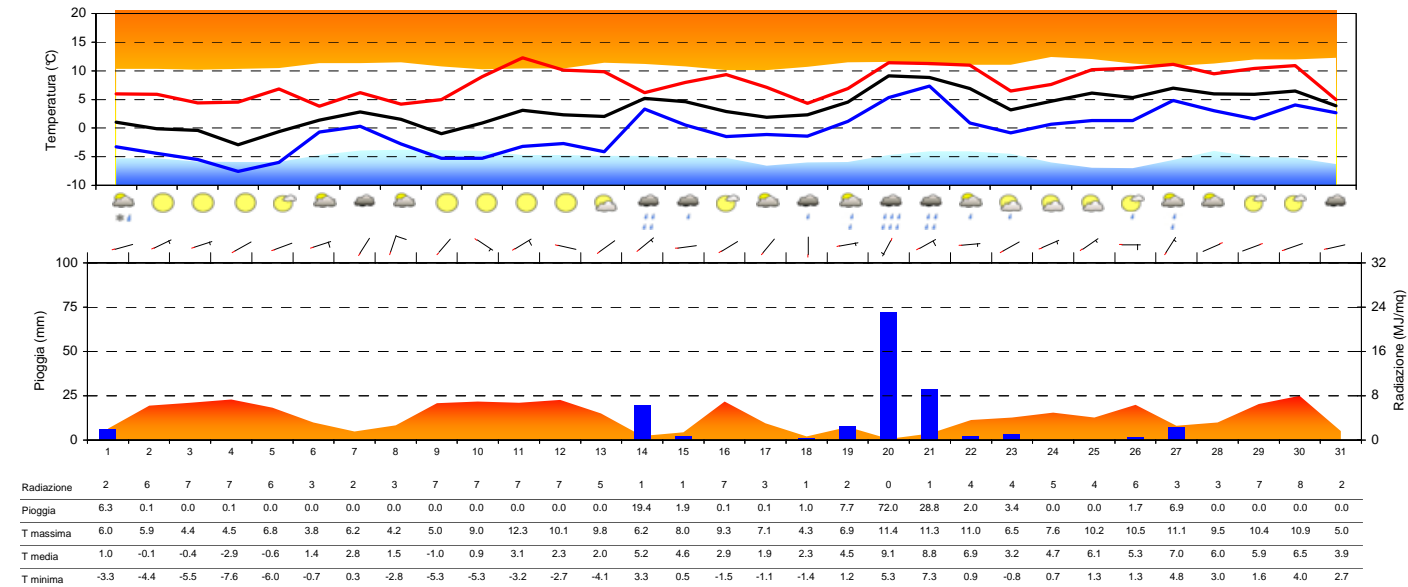 20
15
10
5
0
-5
-10
Temperatura (°C)
100
75
50
25
0
Pioggia (mm)
32
24
16
8
0
Radiazione (MJ/mq)
1 2 3 4 5 6 7 8 9 10 11 12 13 14 15 16 17 18 19 20 21 22 23 24 25 26 27 28 29 30 31
Radiazione 2 6 7 7 6 3 2 3 7 7 7 7 5 1 1 7 3 1 2 0 1 4 4 5 4 6 3 3 7 8 2
Pioggia 6.3 0.1 0.0 0.1 0.0 0.0 0.0 0.0 0.0 0.0 0.0 0.0 0.0 19.4 1.9 0.1 0.1 1.0 7.7 72.0 28.8 2.0 3.4 0.0 0.0 1.7 6.9 0.0 0.0 0.0 0.0
T massima 6.0 5.9 4.4 4.5 6.8 3.8 6.2 4.2 5.0 9.0 12.3 10.1 9.8 6.2 8.0 9.3 7.1 4.3 6.9 11.4 11.3 11.0 6.5 7.6 10.2 10.5 11.1 9.5 10.4 10.9 5.0
T media 1.0 -0.1 -0.4 -2.9 -0.6 1.4 2.8 1.5 -1.0 0.9 3.1 2.3 2.0 5.2 4.6 2.9 1.9 2.3 4.5 9.1 8.8 6.9 3.2 4.7 6.1 5.3 7.0 6.0 5.9 6.5 3.9
T minima -3.3 -4.4 -5.5 -7.6 -6.0 -0.7 0.3 -2.8 -5.3 -5.3 -3.2 -2.7 -4.1 3.3 0.5 -1.5 -1.1 -1.4 1.2 5.3 7.3 0.9 -0.8 0.7 1.3 1.3 4.8 3.0 1.6 4.0 2.7